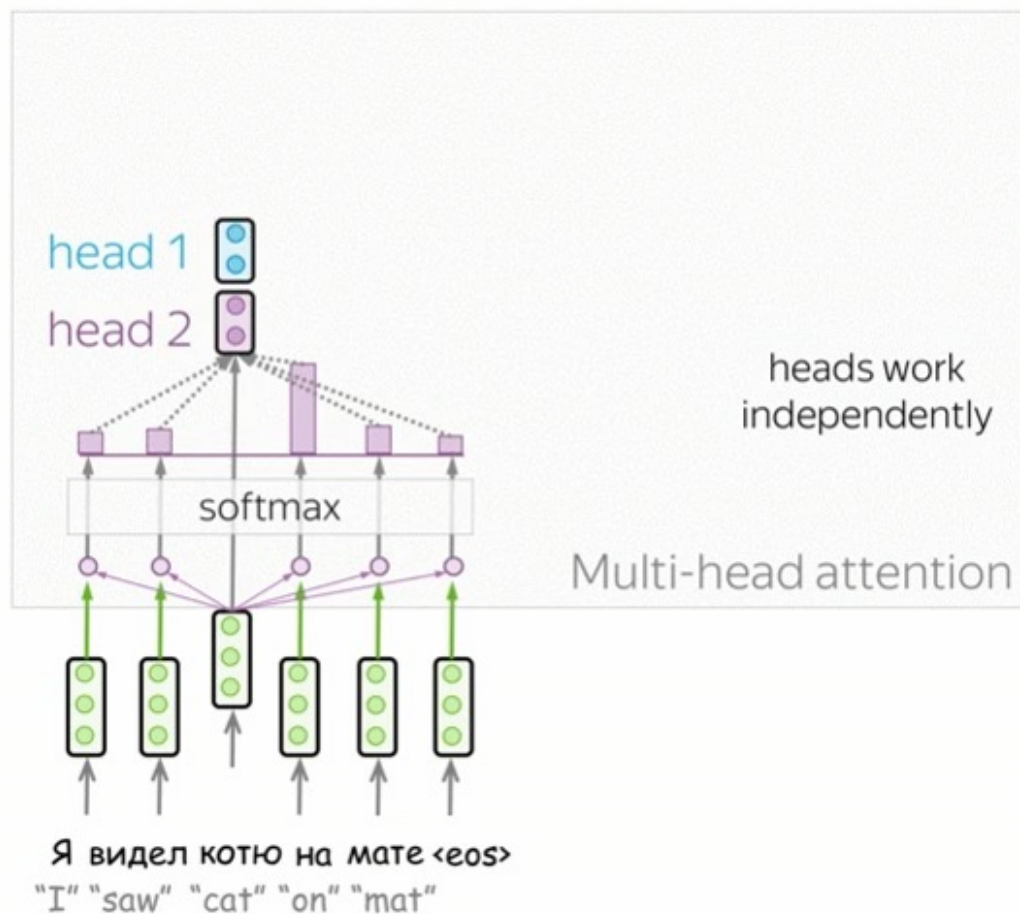 head 1
head 2
heads work
independently
softmax
Multi-head attention
Я видел котю на мате <eos>
“I” “saw” “cat” “on” “mat”